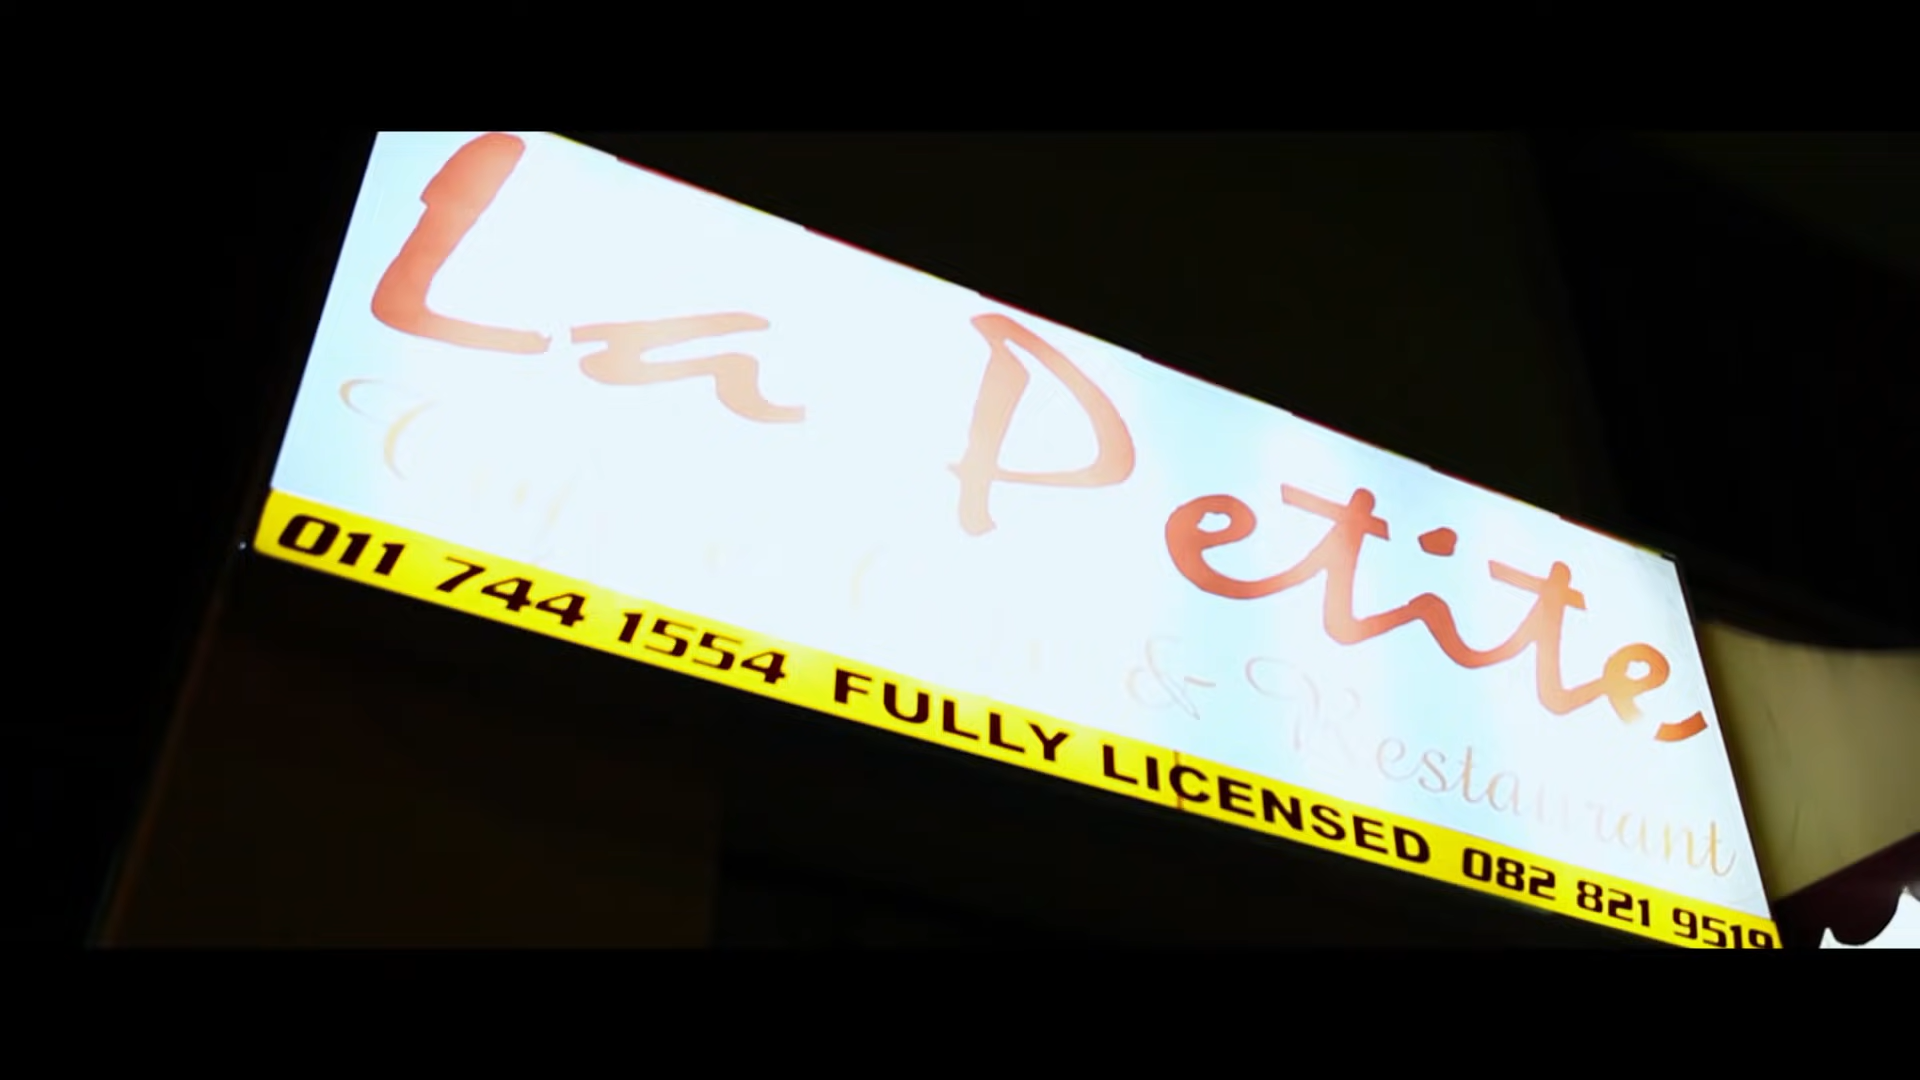 La Petite,
& Restaurant
011 744 1554 FULLY LICENSED 082 821 9519